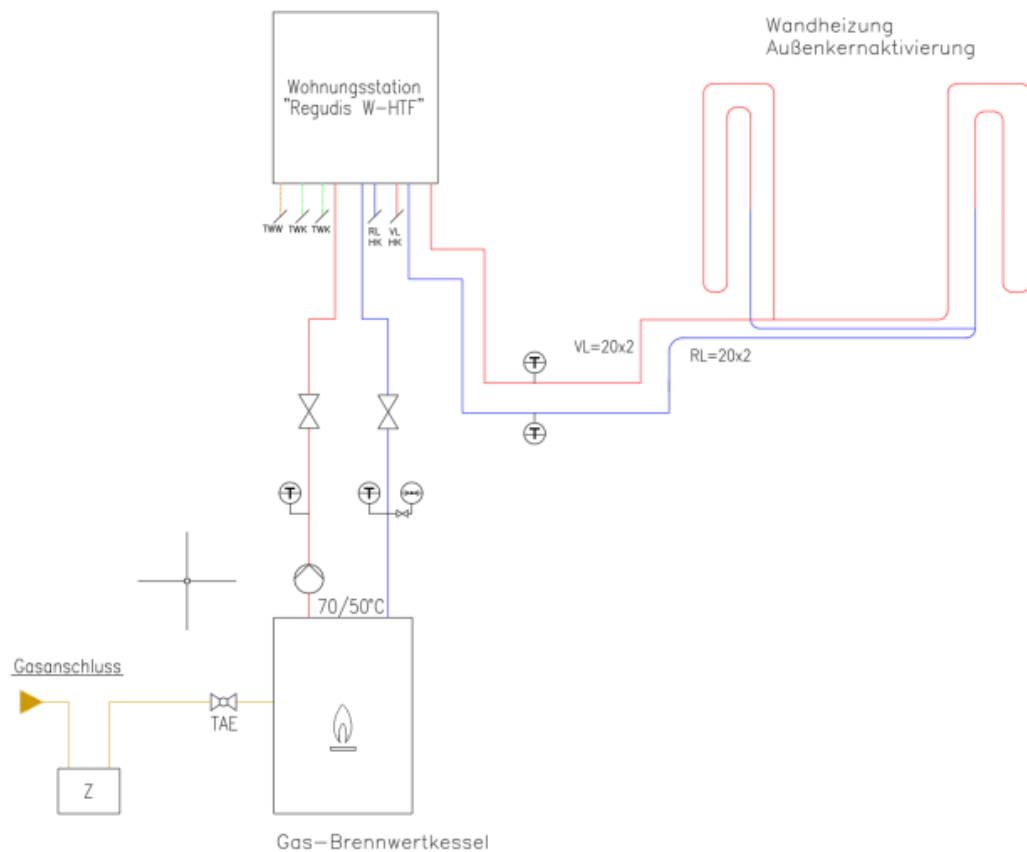 Wandheizung
Außenkernaktivierung
Wohnungsstation
"Regudis W-HTF"
TWW
TWK
TWK
RL
HK
VL
HK
VL=20x2
RL=20x2
T
T
T
T
70/50°C
Gasanschluss
TAE
Z
Gas-Brennwertkessel